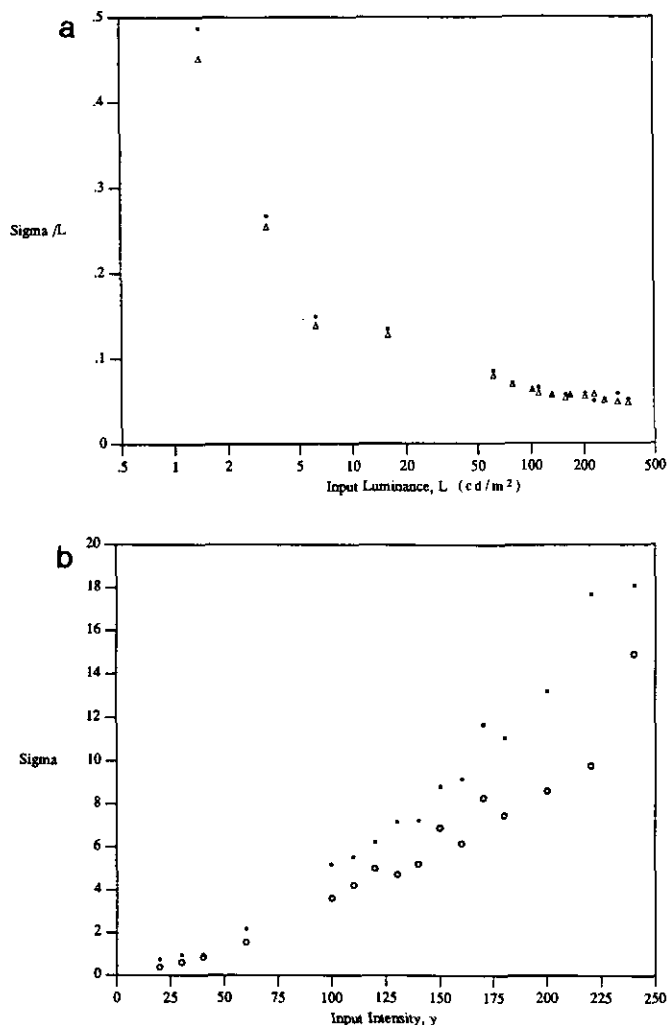 a
.5
.4
.3
Sigma /L
.2
.1
0
.5 1 2 5 10 20 50 100 200 500
Input Luminance, L (cd/m²)
b
20
18
16
14
12
Sigma 10
8
6
4
2
0
0 25 50 75 100 125 150 175 200 225 250
Input Intensity, y